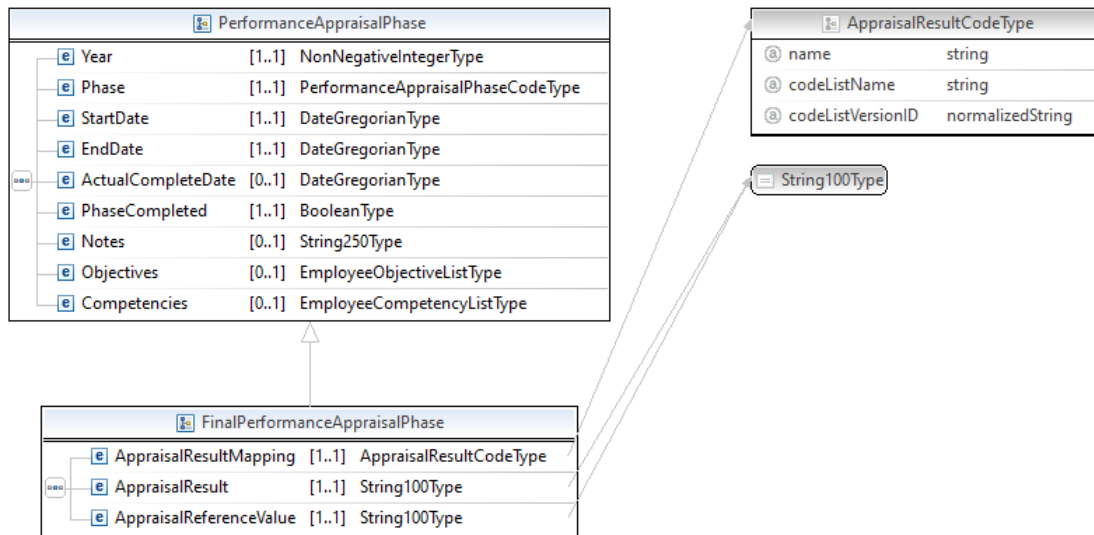 PerformanceAppraisalPhase
e Year [1..1] NonNegativeIntegerType
e Phase [1..1] PerformanceAppraisalPhaseCodeType
e StartDate [1..1] DateGregorianType
e EndDate [1..1] DateGregorianType
e ActualCompleteDate [0..1] DateGregorianType
e PhaseCompleted [1..1] BooleanType
e Notes [0..1] String250Type
e Objectives [0..1] EmployeeObjectiveListType
e Competencies [0..1] EmployeeCompetencyListType
AppraisalResultCodeType
a name string
a codeListName string
a codeListVersionID normalizedString
String100Type
FinalPerformanceAppraisalPhase
e AppraisalResultMapping [1..1] AppraisalResultCodeType
e AppraisalResult [1..1] String100Type
e AppraisalReferenceValue [1..1] String100Type